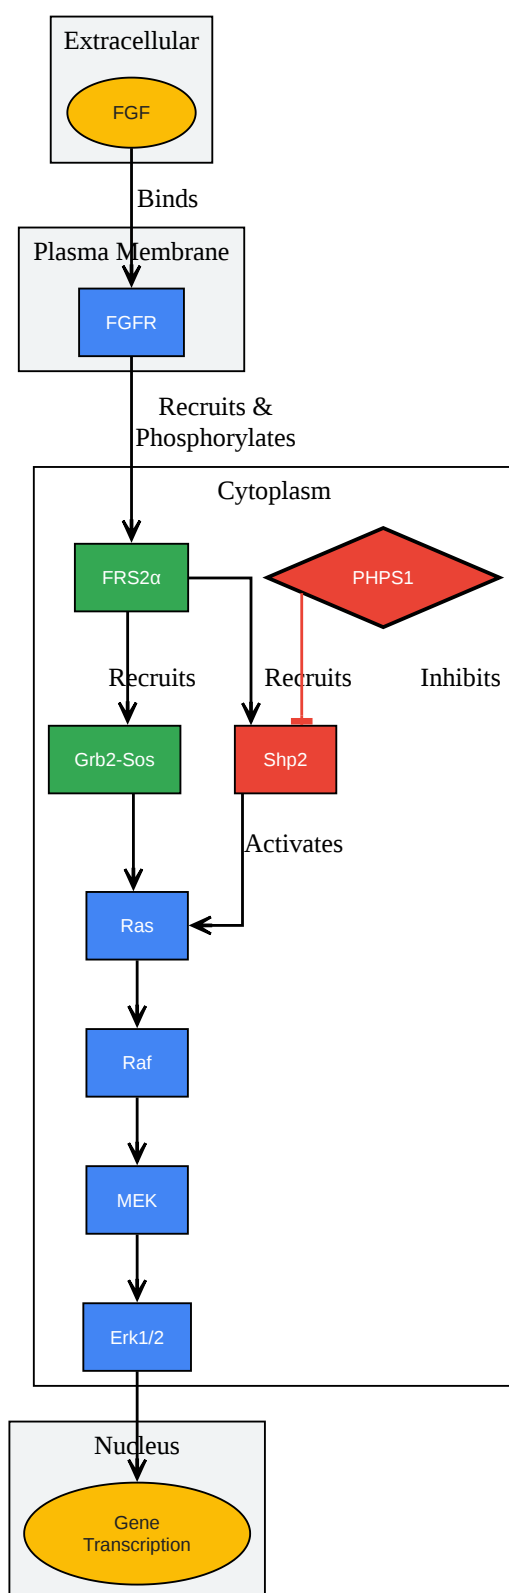 Extracellular
FGF
Binds
Plasma Membrane
FGFR
Recruits &
Phosphorylates
Cytoplasm
FRS2α
PHPS1
Recruits
Recruits
Inhibits
Grb2-Sos
Shp2
Activates
Ras
Raf
MEK
Erk1/2
Nucleus
Gene
Transcription